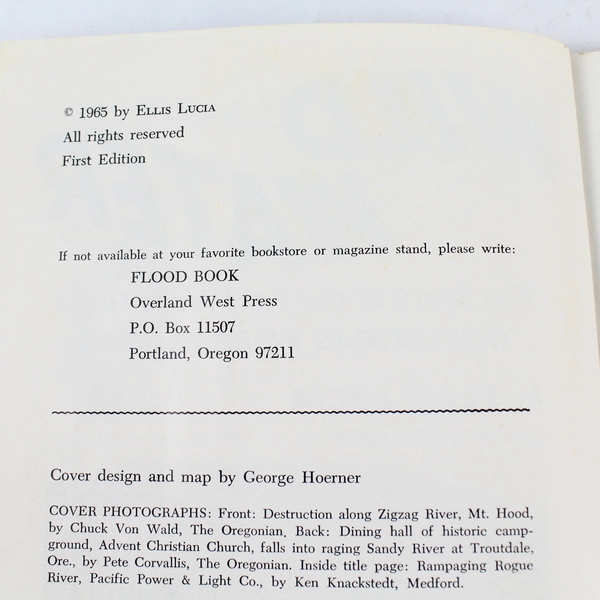 © 1965 by ELLIS LUCIA
All rights reserved
First Edition
If not available at your favorite bookstore or magazine stand, please write:
FLOOD BOOK
Overland West Press
P.O. Box 11507
Portland, Oregon 97211
Cover design and map by George Hoerner
COVER PHOTOGRAPHS: Front: Destruction along Zigzag River, Mt. Hood,
by Chuck Von Wald, The Oregonian. Back: Dining hall of historic camp-
ground, Advent Christian Church, falls into raging Sandy River at Troutdale,
Ore., by Pete Corvallis, The Oregonian. Inside title page: Rampaging Rogue
River, Pacific Power & Light Co., by Ken Knackstedt, Medford.